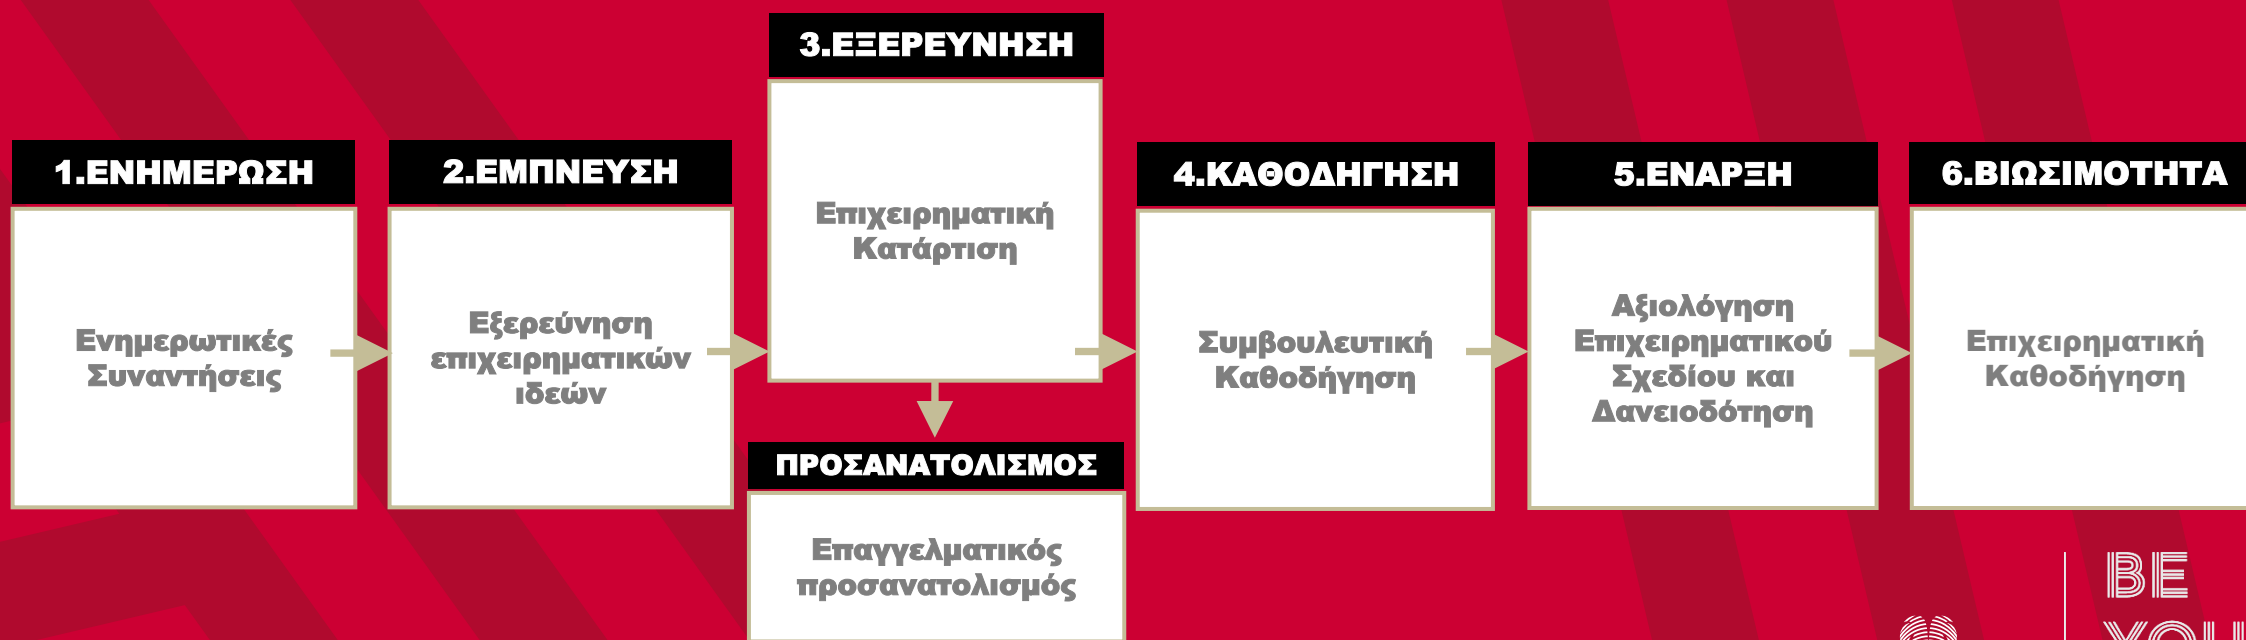 1.ΕΝΗΜΕΡΩΣΗ
Ενημερωτικές
Συναντήσεις
2.ΕΜΠΝΕΥΣΗ
Εξερεύνηση
επιχειρηματικών
ιδεών
3.ΕΞΕΡΕΥΝΗΣΗ
Επιχειρηματική
Κατάρτιση
ΠΡΟΣΑΝΑΤΟΛΙΣΜΟΣ
Επαγγελματικός
προσανατολισμός
4.ΚΑΘΟΔΗΓΗΣΗ
Συμβουλευτική
Καθοδήγηση
5.ΕΝΑΡΞΗ
Αξιολόγηση
Επιχειρηματικού
Σχεδίου και
Δανειοδότηση
6.ΒΙΩΣΙΜΟΤΗΤΑ
Επιχειρηματική
Καθοδήγηση
BE